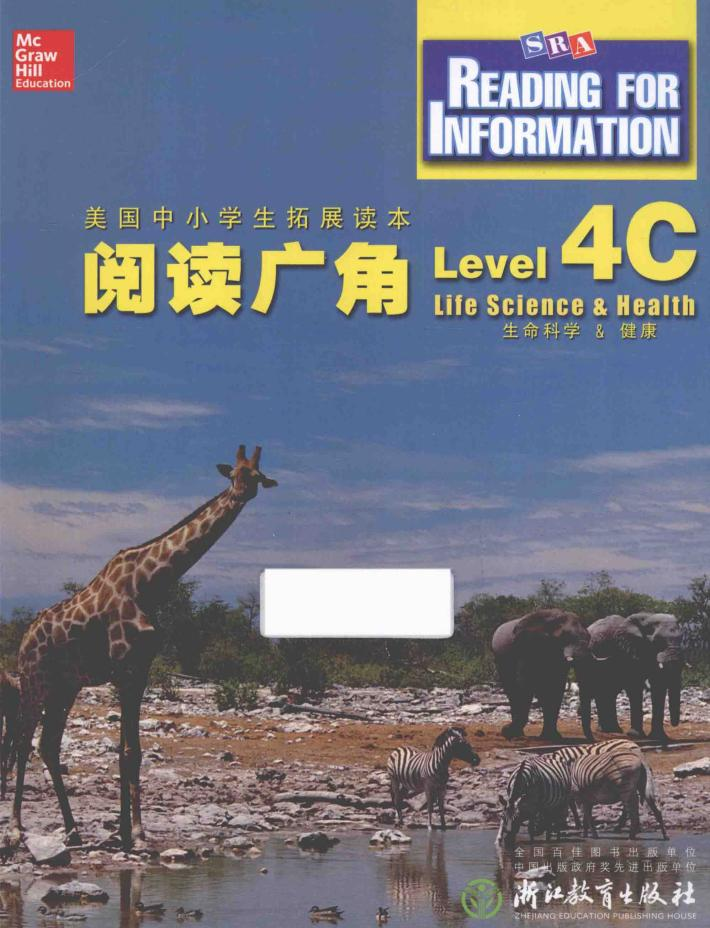 Mc
Graw
Hill
Education
SRA
READING FOR
INFORMATION
美国中小学生拓展读本
阅读广角
Level 4C
Life Science & Health
生命科学 & 健康
全国百佳图书出版单位
中国出版政府奖先进出版单位
浙江教育出版社
ZHEJIANG EDUCATION PUBLISHING HOUSE